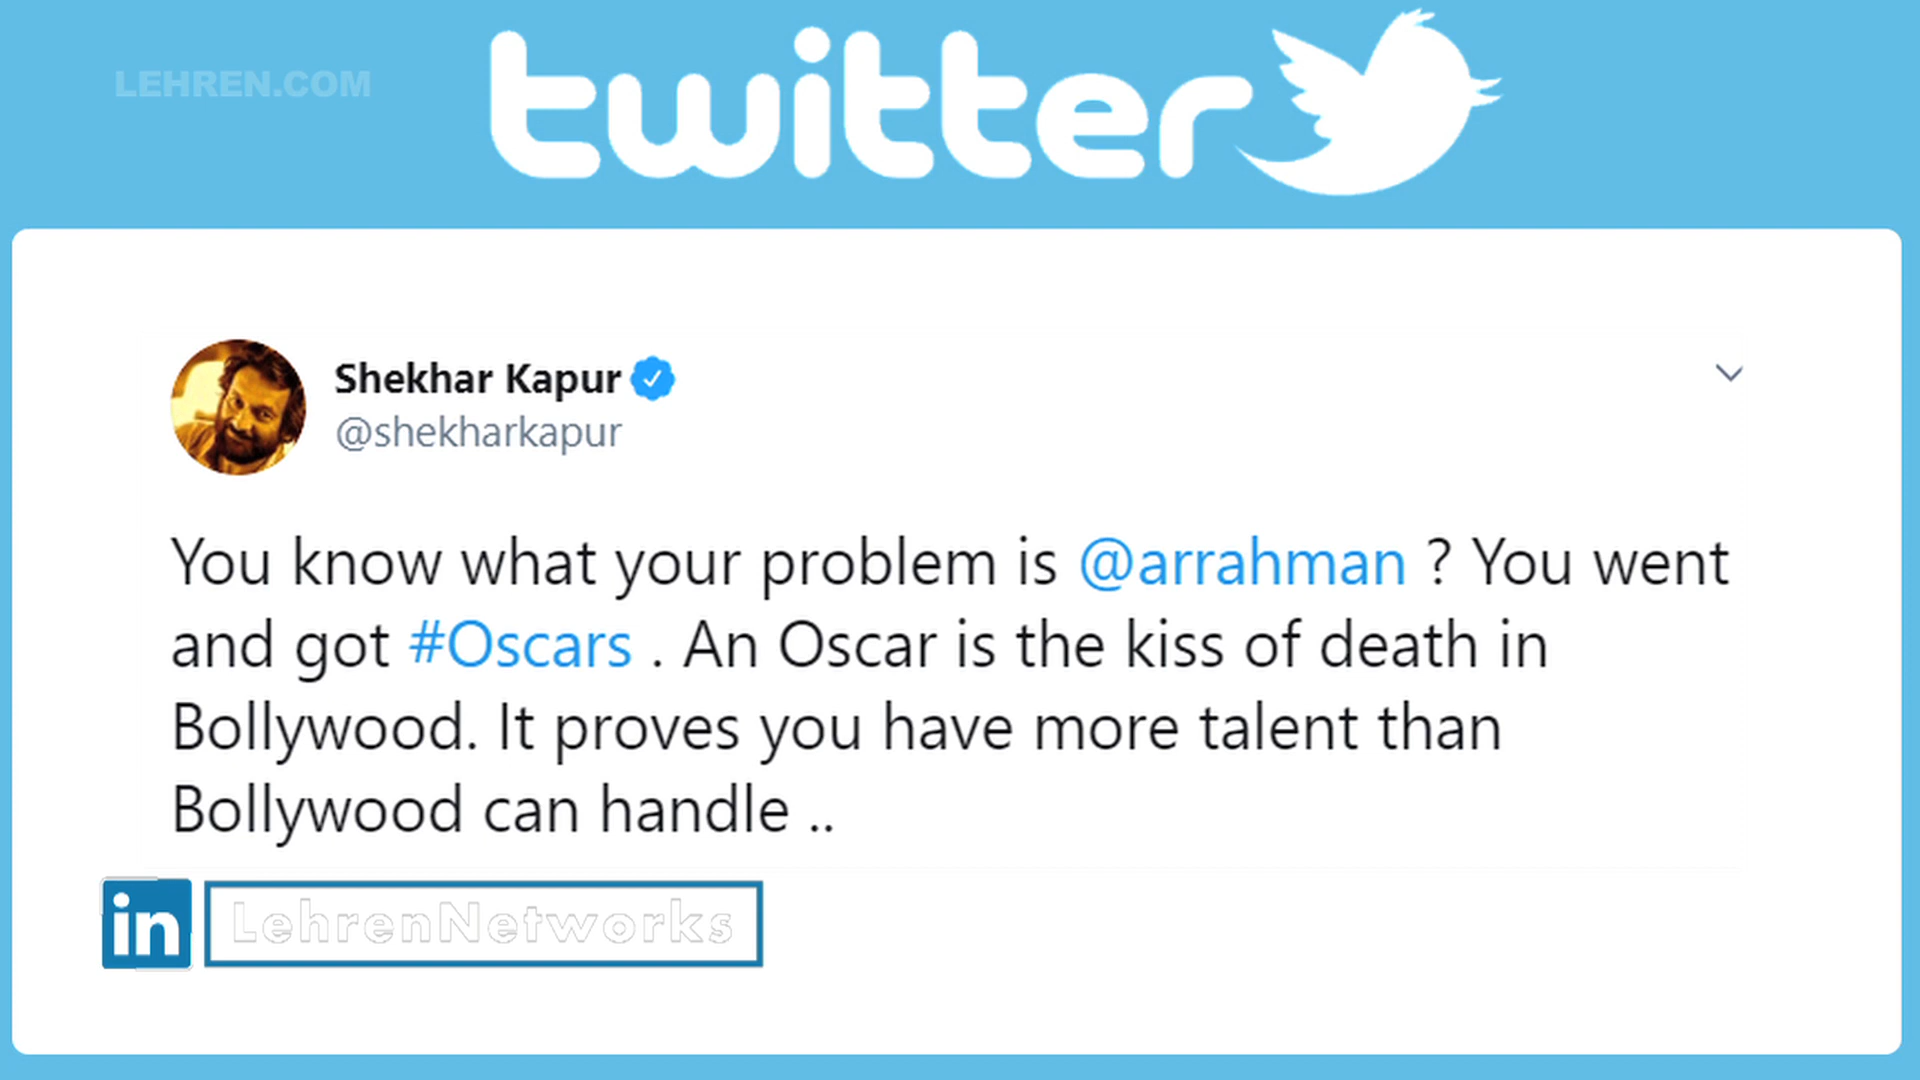 LEHREN.COM
twitter
Shekhar Kapur
@shekharkapur
You know what your problem is @arrahman ? You went
and got #Oscars . An Oscar is the kiss of death in
Bollywood. It proves you have more talent than
Bollywood can handle ..
in LehrenNetworks